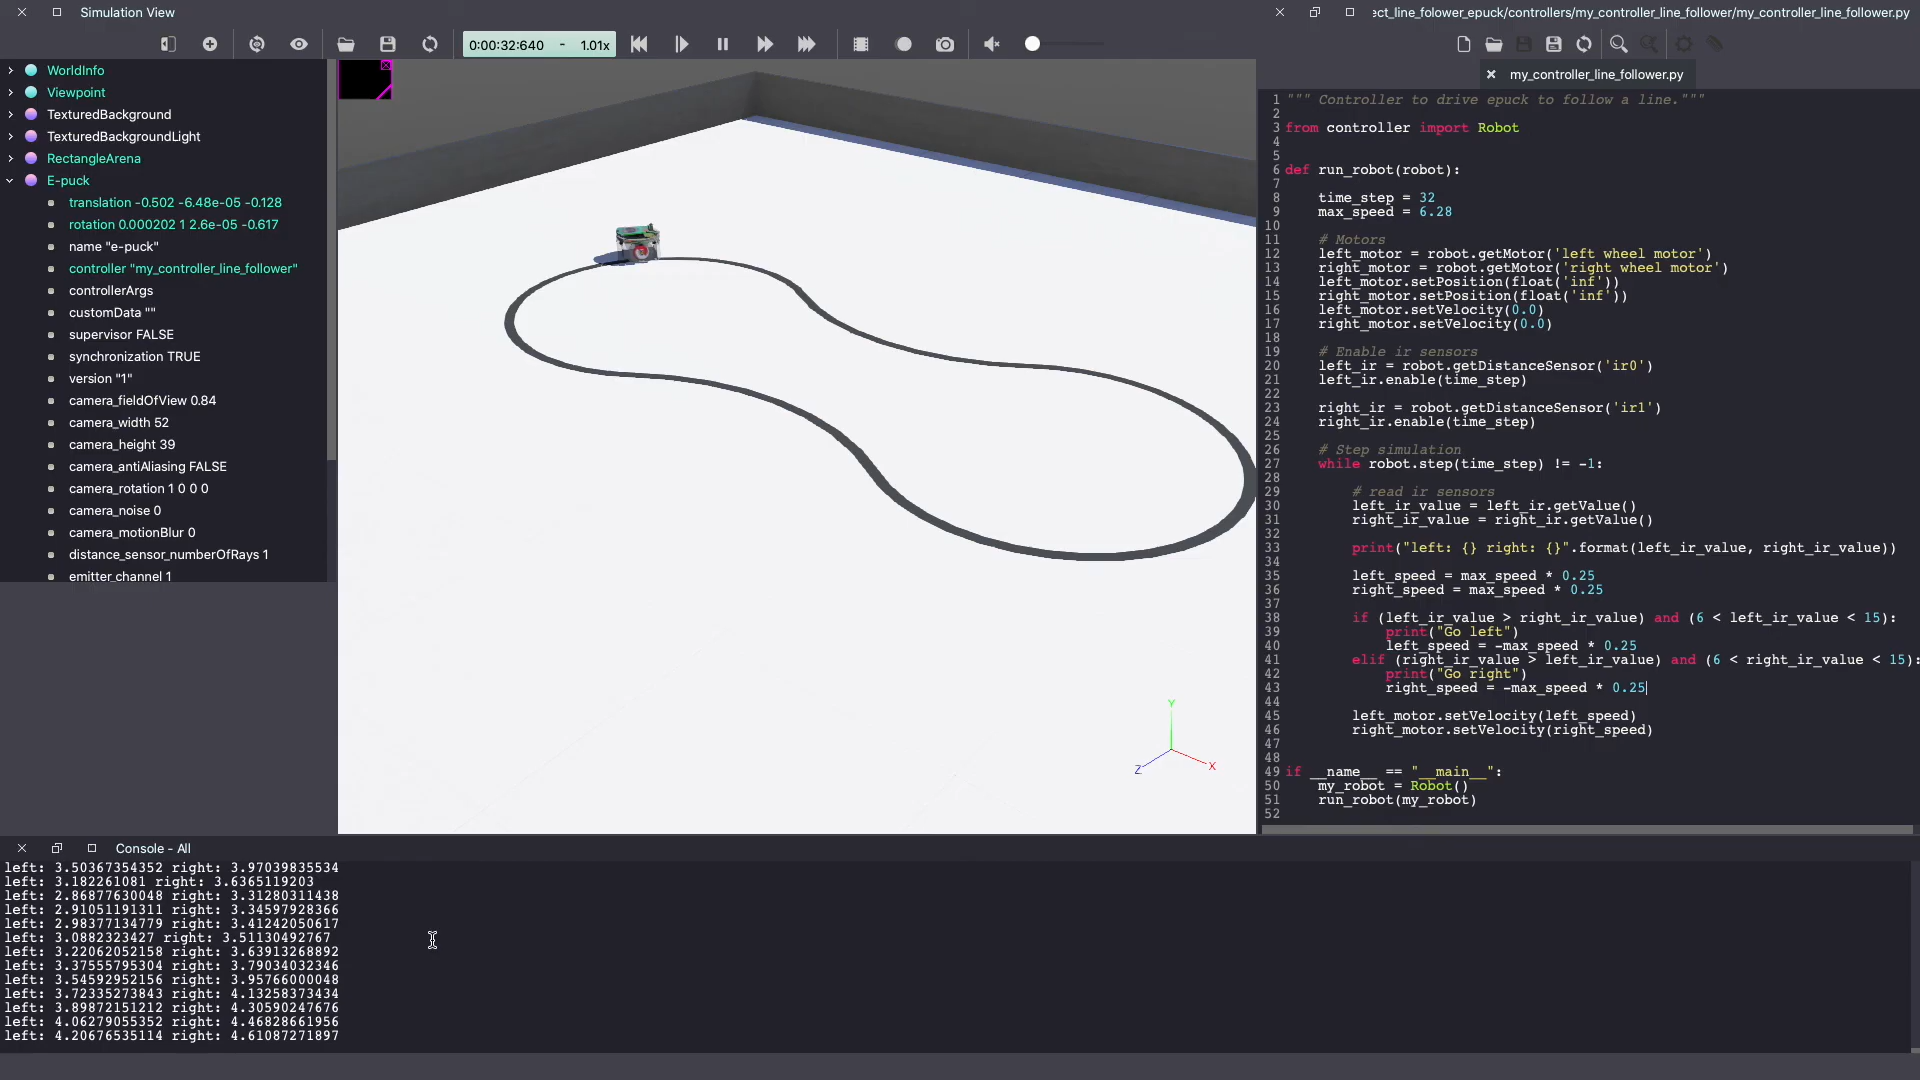 Simulation View
0:00:32:640 - 1.01x
WorldInfo
Viewpoint
TexturedBackground
TexturedBackgroundLight
RectangleArena
E-puck
translation -0.502 -6.48e-05 -0.128
rotation 0.000202 1 2.6e-05 -0.617
name "e-puck"
controller "my_controller_line_follower"
controllerArgs
customData ""
supervisor FALSE
synchronization TRUE
version "1"
camera_fieldOfView 0.84
camera_width 52
camera_height 39
camera_antiAliasing FALSE
camera_rotation 1 0 0 0
camera_noise 0
camera_motionBlur 0
distance_sensor_numberOfRays 1
emitter_channel 1
Y
Z
X
ect_line_folower_epuck/controllers/my_controller_line_follower/my_controller_line_follower.py
my_controller_line_follower.py
1 """ Controller to drive epuck to follow a line."""
2
3 from controller import Robot
4
5
6 def run_robot(robot):
7
8 time_step = 32
9 max_speed = 6.28
10
11 # Motors
12 left_motor = robot.getMotor('left wheel motor')
13 right_motor = robot.getMotor('right wheel motor')
14 left_motor.setPosition(float('inf'))
15 right_motor.setPosition(float('inf'))
16 left_motor.setVelocity(0.0)
17 right_motor.setVelocity(0.0)
18
19 # Enable ir sensors
20 left_ir = robot.getDistanceSensor('ir0')
21 left_ir.enable(time_step)
22
23 right_ir = robot.getDistanceSensor('ir1')
24 right_ir.enable(time_step)
25
26 # Step simulation
27 while robot.step(time_step) != -1:
28
29 # read ir sensors
30 left_ir_value = left_ir.getValue()
31 right_ir_value = right_ir.getValue()
32
33 print("left: {} right: {}".format(left_ir_value, right_ir_value))
34
35 left_speed = max_speed * 0.25
36 right_speed = max_speed * 0.25
37
38 if (left_ir_value > right_ir_value) and (6 < left_ir_value < 15):
39 print("Go left")
40 left_speed = -max_speed * 0.25
41 elif (right_ir_value > left_ir_value) and (6 < right_ir_value < 15):
42 print("Go right")
43 right_speed = -max_speed * 0.25
44
45 left_motor.setVelocity(left_speed)
46 right_motor.setVelocity(right_speed)
47
48
49 if __name__ == "__main__":
50 my_robot = Robot()
51 run_robot(my_robot)
52
Console - All
left: 3.50367354352 right: 3.97039835534
left: 3.182261081 right: 3.6365119203
left: 2.86877630048 right: 3.31280311438
left: 2.91051191311 right: 3.34597928366
left: 2.98377134779 right: 3.41242050617
left: 3.0882323427 right: 3.51130492767
left: 3.22062052158 right: 3.63913268892
left: 3.37555795304 right: 3.79034032346
left: 3.54592952156 right: 3.95766000048
left: 3.72335273843 right: 4.13258373434
left: 3.89872151212 right: 4.30590247676
left: 4.06279055352 right: 4.46828661956
left: 4.20676535114 right: 4.61087271897